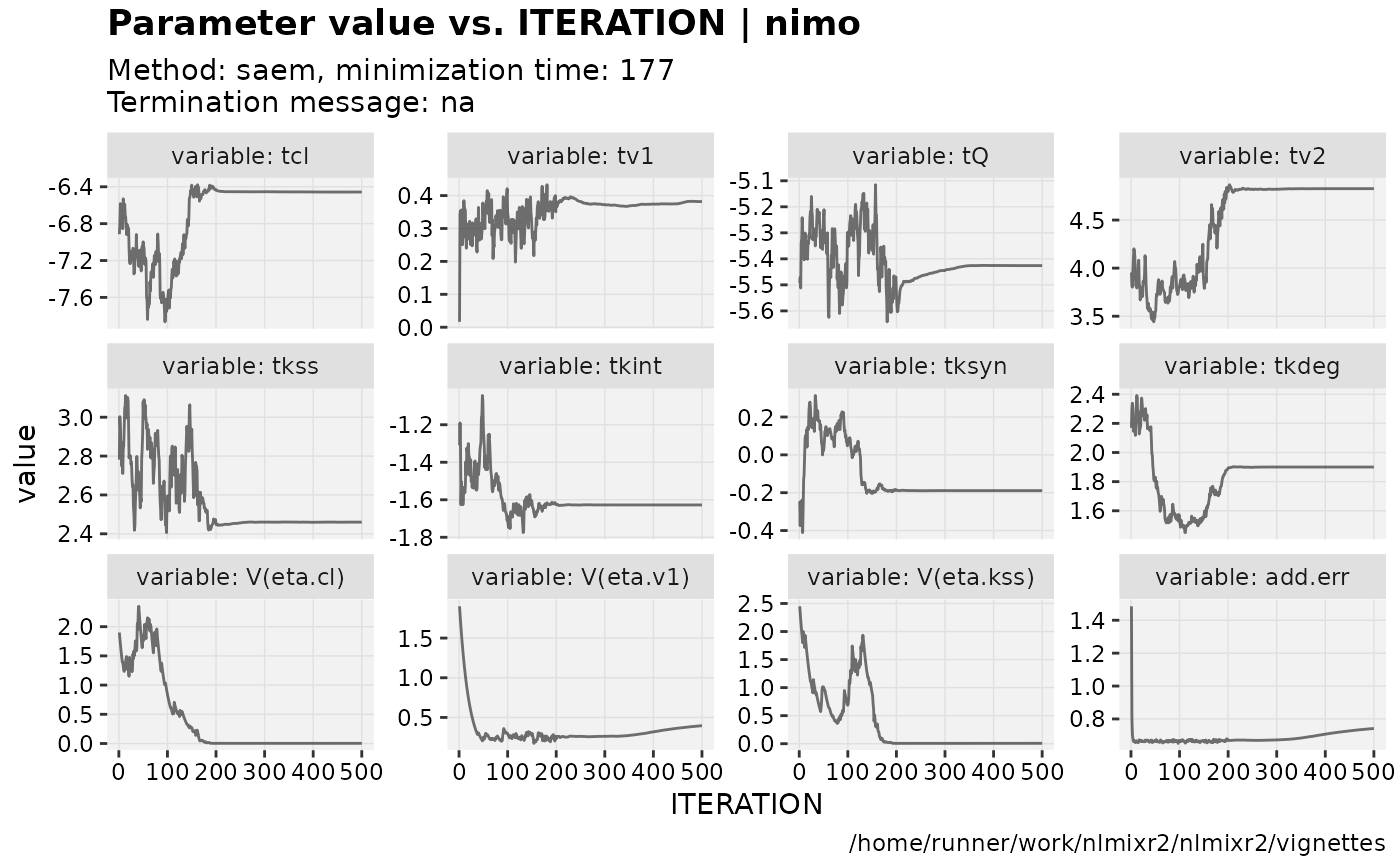 Parameter value vs. ITERATION | nimo
Method: saem, minimization time: 177
Termination message: na
variable: tcl
variable: tv1
variable: tQ
variable: tv2
-6.4
-6.8
-7.2
-7.6
0.4
0.3
0.2
0.1
0.0
-5.1
-5.2
-5.3
-5.4
-5.5
-5.6
4.5
4.0
3.5
variable: tkss
variable: tkint
variable: tksyn
variable: tkdeg
3.0
2.8
2.6
2.4
-1.2
-1.4
-1.6
-1.8
0.2
0.0
-0.2
-0.4
2.4
2.2
2.0
1.8
1.6
value
variable: V(eta.cl)
variable: V(eta.v1)
variable: V(eta.kss)
variable: add.err
2.0
1.5
1.0
0.5
0.0
1.5
1.0
0.5
2.5
2.0
1.5
1.0
0.5
0.0
1.4
1.2
1.0
0.8
0 100 200 300 400 500
0 100 200 300 400 500
0 100 200 300 400 500
0 100 200 300 400 500
ITERATION
/home/runner/work/nlmixr2/nlmixr2/vignettes